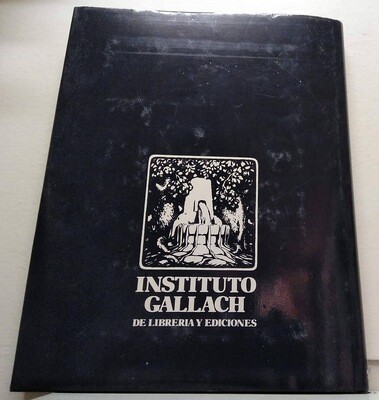 INSTITUTO
GALLACH
DE LIBRERIA Y EDICIONES